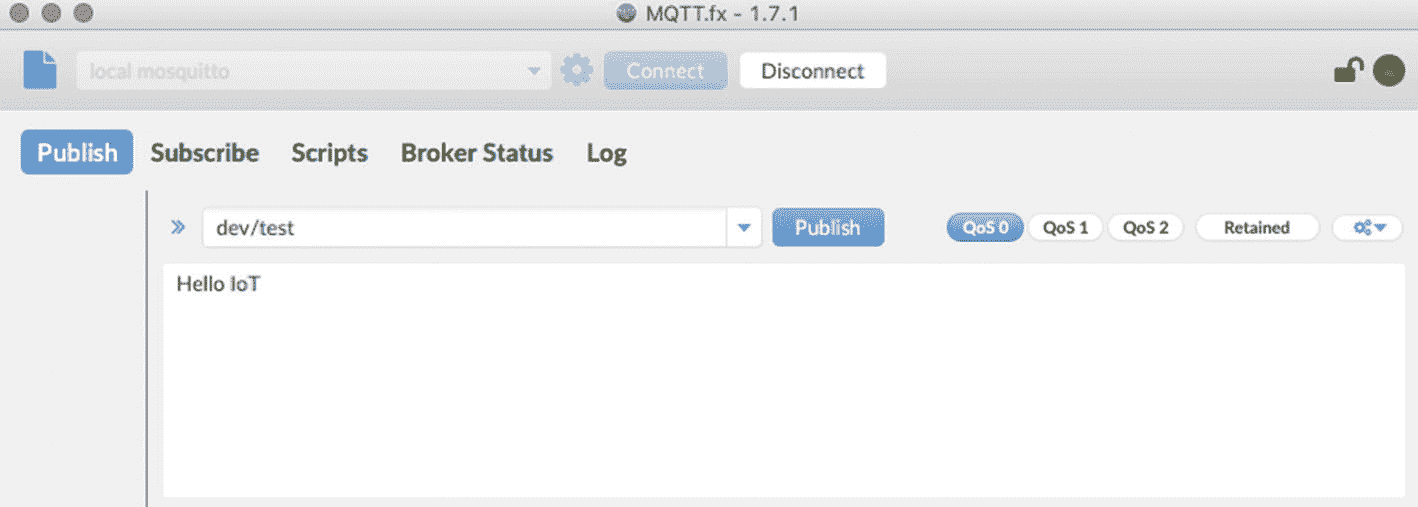 MQTT.fx - 1.7.1
local mosquitto
Connect
Disconnect
Publish
Subscribe
Scripts
Broker Status
Log
dev/test
Publish
QoS 0
QoS 1
QoS 2
Retained
Hello IoT